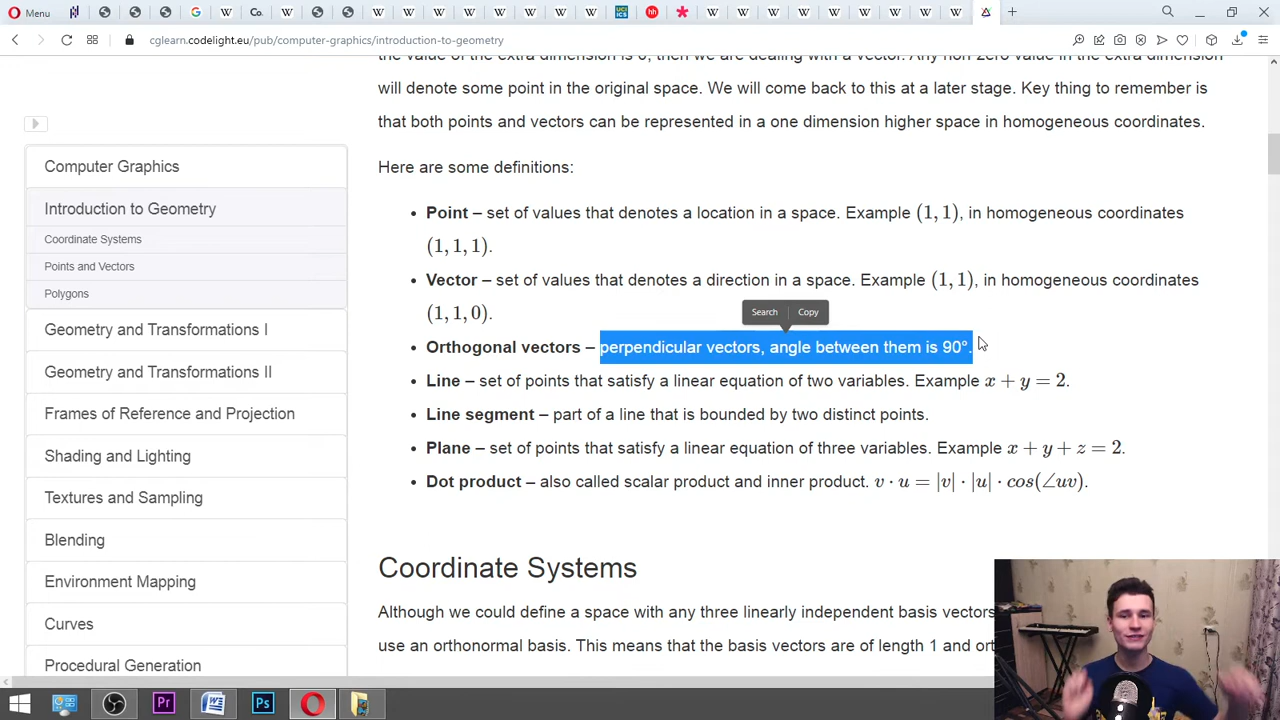 Menu
Co.
UCI
ICS
hh
cglearn.codelight.eu/pub/computer-graphics/introduction-to-geometry
will denote some point in the original space. We will come back to this at a later stage. Key thing to remember is
that both points and vectors can be represented in a one dimension higher space in homogeneous coordinates.
Here are some definitions:
• Point – set of values that denotes a location in a space. Example (1, 1), in homogeneous coordinates
(1, 1, 1).
• Vector – set of values that denotes a direction in a space. Example (1, 1), in homogeneous coordinates
(1, 1, 0).
Search Copy
• Orthogonal vectors – perpendicular vectors, angle between them is 90°.
• Line – set of points that satisfy a linear equation of two variables. Example x + y = 2.
• Line segment – part of a line that is bounded by two distinct points.
• Plane – set of points that satisfy a linear equation of three variables. Example x + y + z = 2.
• Dot product – also called scalar product and inner product. v · u = |v| · |u| · cos(∠uv).
Coordinate Systems
Although we could define a space with any three linearly independent basis vectors
use an orthonormal basis. This means that the basis vectors are of length 1 and
Computer Graphics
Introduction to Geometry
Coordinate Systems
Points and Vectors
Polygons
Geometry and Transformations I
Geometry and Transformations II
Frames of Reference and Projection
Shading and Lighting
Textures and Sampling
Blending
Environment Mapping
Curves
Procedural Generation
Pr
Ps